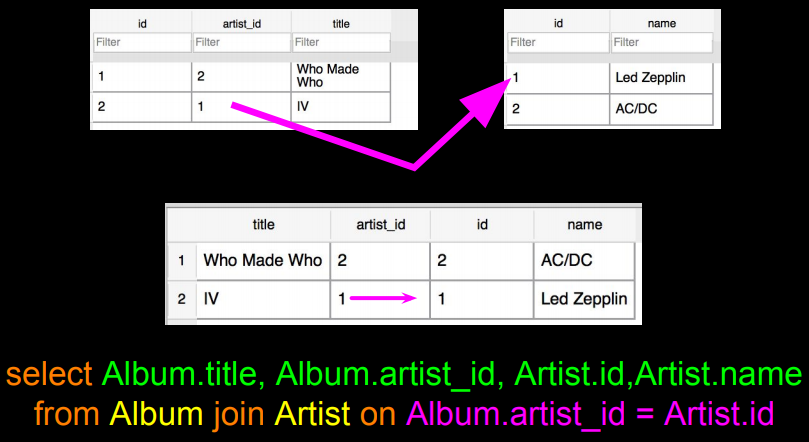 id artist_id title
Filter Filter Filter
1 2 Who Made
Who
2 1 IV
id name
Filter Filter
1 Led Zepplin
2 AC/DC
title artist_id id name
1 Who Made Who 2 2 AC/DC
2 IV 1 1 Led Zepplin
select Album.title, Album.artist_id, Artist.id,Artist.name
from Album join Artist on Album.artist_id = Artist.id